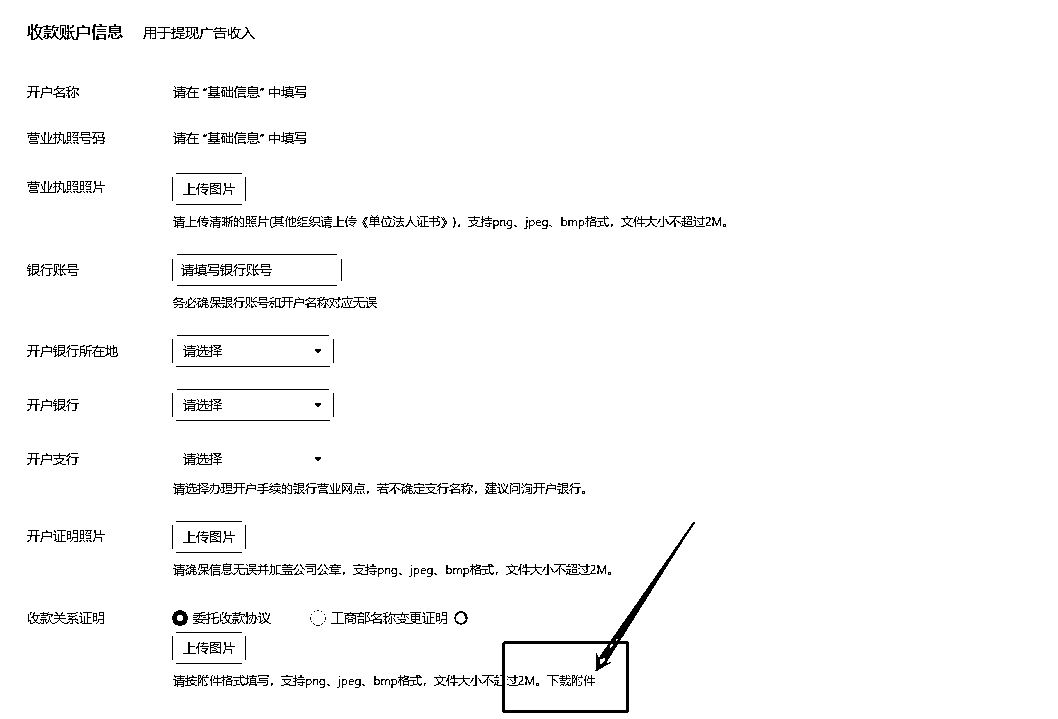 收款账户信息 用于提现广告收入
开户名称 请在 “基础信息” 中填写
营业执照号码 请在 “基础信息” 中填写
营业执照照片 上传图片
请上传清晰的照片(其他组织请上传《单位法人证书》)，支持png、jpeg、bmp格式，文件大小不超过2M。
银行账号 请填写银行账号
务必确保银行账号和开户名称对应无误
开户银行所在地 请选择
开户银行 请选择
开户支行 请选择
请选择办理开户手续的银行营业网点，若不确定支行名称，建议问洵开户银行。
开户证明照片 上传图片
请确保信息无误并加盖公司公章，支持png、jpeg、bmp格式，文件大小不超过2M。
收款关系证明 委托收款协议 工商部名称变更证明
上传图片
请按附件格式填写，支持png、jpeg、bmp格式，文件大小不超过2M。下载附件